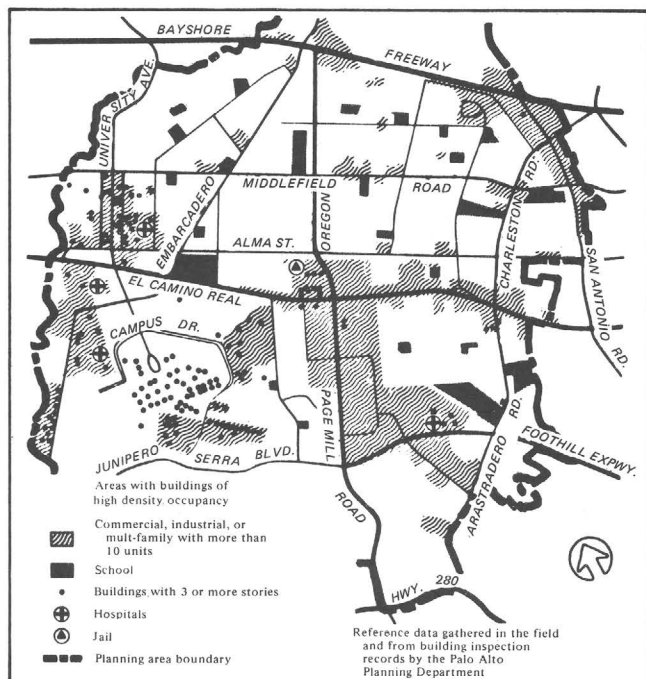 BAYSHORE
FREEWAY
UNIVERSITY AVE.
EMBARCADERO
MIDDLEFIELD
ROAD
OREGON
ALMA ST.
CHARLESTON RD.
SAN ANTONIO RD.
EL CAMINO REAL
CAMPUS DR.
PAGE MILL
ROAD
JUNIPERO
SERRA BLVD.
ARASTRADERO RD.
FOOTHILL EXPWY.
HWY. 280
Areas with buildings of
high density occupancy
Commercial, industrial, or
mult-family with more than
10 units
School
Buildings with 3 or more stories
Hospitals
Jail
Planning area boundary
Reference data gathered in the field
and from building inspection
records by the Palo Alto
Planning Department